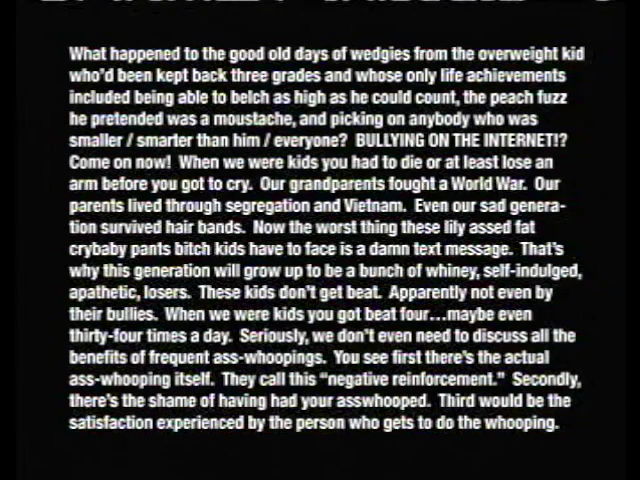 What happened to the good old days of wedgies from the overweight kid
who'd been kept back three grades and whose only life achievements
included being able to belch as high as he could count, the peach fuzz
he pretended was a moustache, and picking on anybody who was
smaller / smarter than him / everyone?  BULLYING ON THE INTERNET!?
Come on now!  When we were kids you had to die or at least lose an
arm before you got to cry.  Our grandparents fought a World War.  Our
parents lived through segregation and Vietnam.  Even our sad genera-
tion survived hair bands.  Now the worst thing these lily assed fat
crybaby pants bitch kids have to face is a damn text message.  That's
why this generation will grow up to be a bunch of whiney, self-indulged,
apathetic, losers.  These kids don't get beat.  Apparently not even by
their bullies.  When we were kids you got beat four...maybe even
thirty-four times a day.  Seriously, we don't even need to discuss all the
benefits of frequent ass-whoopings.  You see first there's the actual
ass-whooping itself.  They call this "negative reinforcement."  Secondly,
there's the shame of having had your asswhooped.  Third would be the
satisfaction experienced by the person who gets to do the whooping.